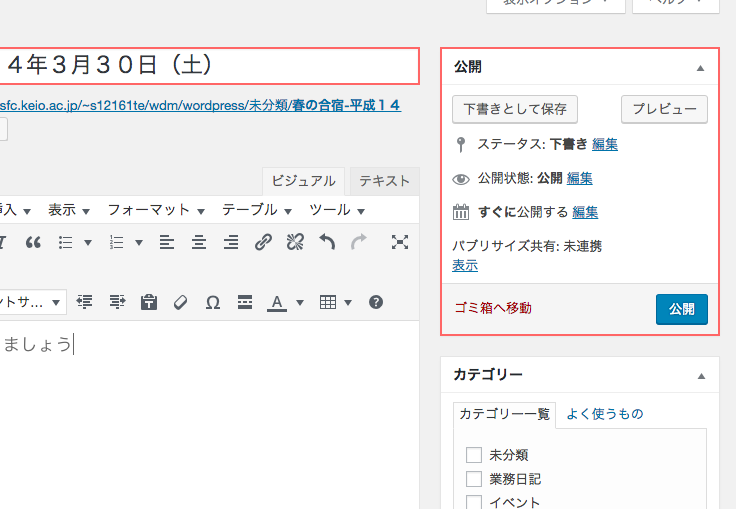 表示オプション ヘルプ
４年３月３０日（土）
sfc.keio.ac.jp/~s12161te/wdm/wordpress/未分類/春の合宿-平成１４
ビジュアル テキスト
挿入 表示 フォーマット テーブル ツール
ントサ...
ましょう
公開
下書きとして保存 プレビュー
ステータス: 下書き 編集
公開状態: 公開 編集
すぐに公開する 編集
パブリサイズ共有: 未連携
表示
ゴミ箱へ移動 公開
カテゴリー
カテゴリー一覧 よく使うもの
未分類
業務日記
イベント